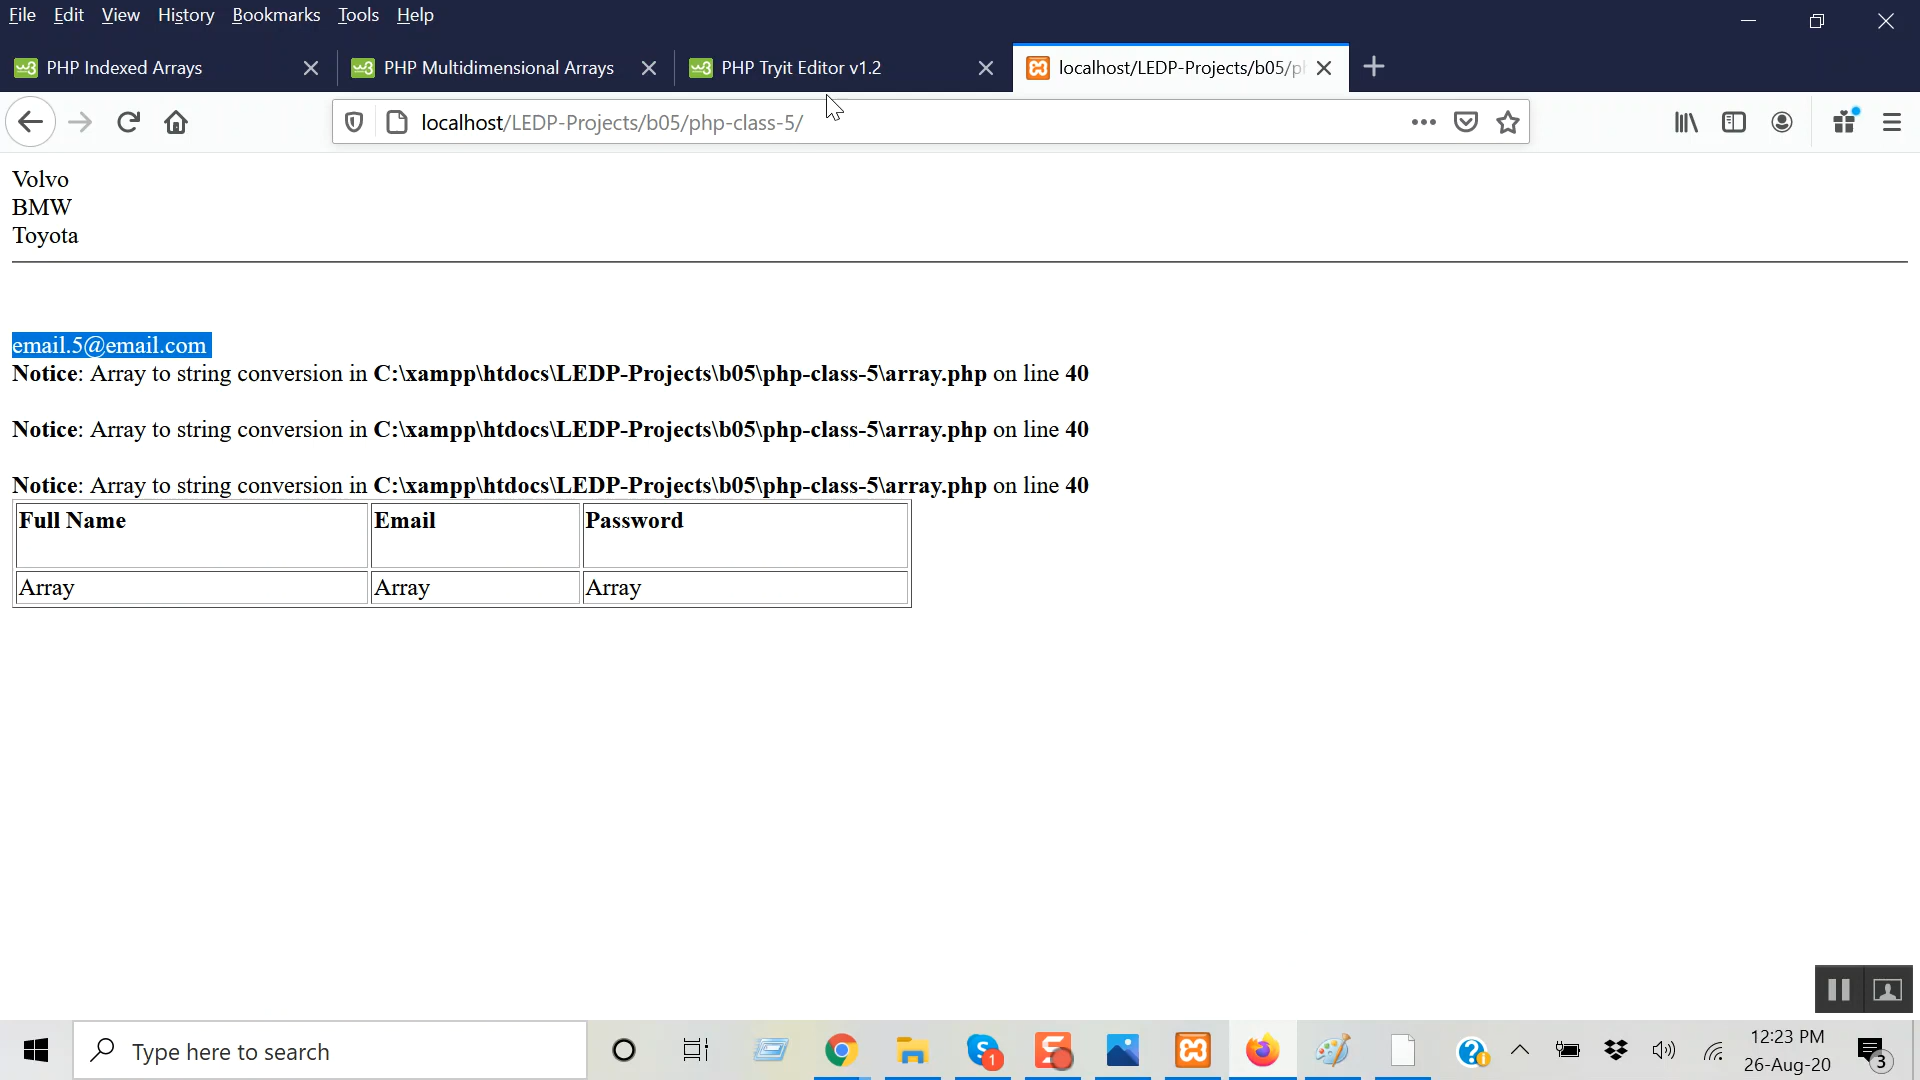 File Edit View History Bookmarks Tools Help
PHP Indexed Arrays
PHP Multidimensional Arrays
PHP Tryit Editor v1.2
localhost/LEDP-Projects/b05/p
localhost/LEDP-Projects/b05/php-class-5/
Volvo
BMW
Toyota
email.5@email.com
Notice: Array to string conversion in C:\xampp\htdocs\LEDP-Projects\b05\php-class-5\array.php on line 40
Notice: Array to string conversion in C:\xampp\htdocs\LEDP-Projects\b05\php-class-5\array.php on line 40
Notice: Array to string conversion in C:\xampp\htdocs\LEDP-Projects\b05\php-class-5\array.php on line 40
Full Name Email Password
Array Array Array
Type here to search
1
12:23 PM
26-Aug-20
3